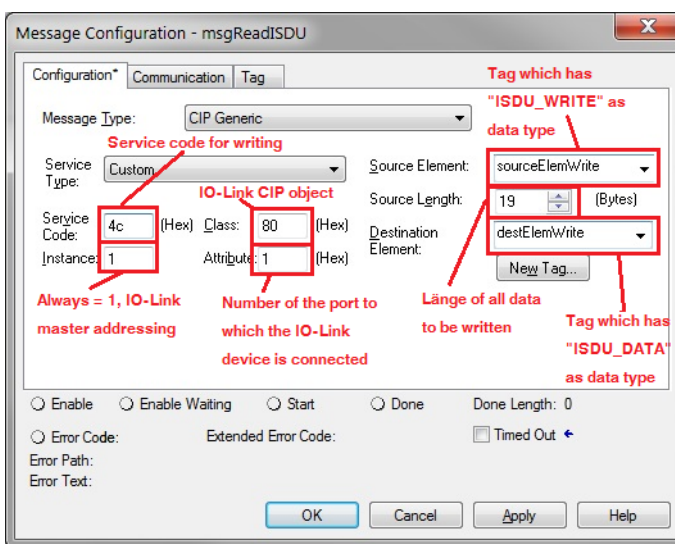 Message Configuration - msgReadISDU
Configuration* Communication Tag
Tag which has
"ISDU_WRITE" as
data type
Message Type: CIP Generic
Service code for writing
Service Type: Custom
Source Element: sourceElemWrite
IO-Link CIP object
Source Length: 19 (Bytes)
Service Code: 4c (Hex) Class: 80 (Hex)
Destination Element: destElemWrite
Instance: 1 Attribute: 1 (Hex)
New Tag...
Always = 1, IO-Link
master addressing
Number of the port to
which the IO-Link
device is connected
Länge of all data
to be written
Tag which has
"ISDU_DATA"
as data type
Enable Enable Waiting Start Done Done Length: 0
Error Code: Extended Error Code: Timed Out
Error Path:
Error Text:
OK Cancel Apply Help